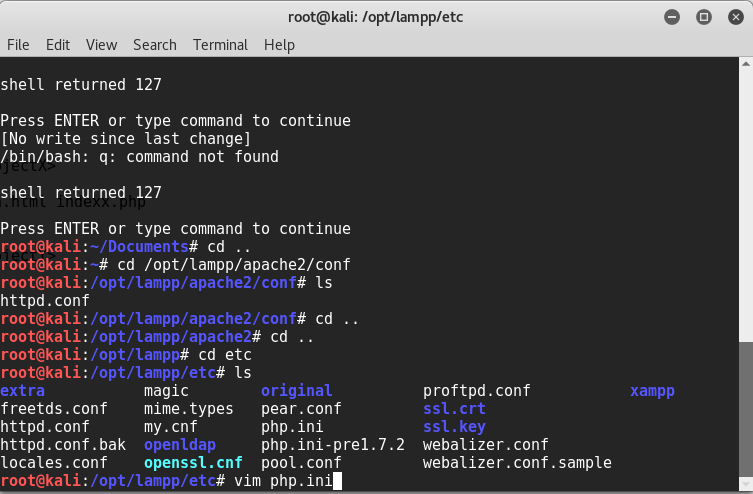 root@kali: /opt/lampp/etc
File Edit View Search Terminal Help
shell returned 127
Press ENTER or type command to continue
[No write since last change]
/bin/bash: q: command not found
shell returned 127
indexx.php
Press ENTER or type command to continue
root@kali:~/Documents# cd ..
root@kali:~# cd /opt/lampp/apache2/conf
root@kali:/opt/lampp/apache2/conf# ls
httpd.conf
root@kali:/opt/lampp/apache2/conf# cd ..
root@kali:/opt/lampp/apache2# cd ..
root@kali:/opt/lampp# cd etc
root@kali:/opt/lampp/etc# ls
extra magic original proftpd.conf xampp
freetds.conf mime.types pear.conf ssl.crt
httpd.conf my.cnf php.ini ssl.key
httpd.conf.bak openldap php.ini-pre1.7.2 webalizer.conf
locales.conf openssl.cnf pool.conf webalizer.conf.sample
root@kali:/opt/lampp/etc# vim php.ini